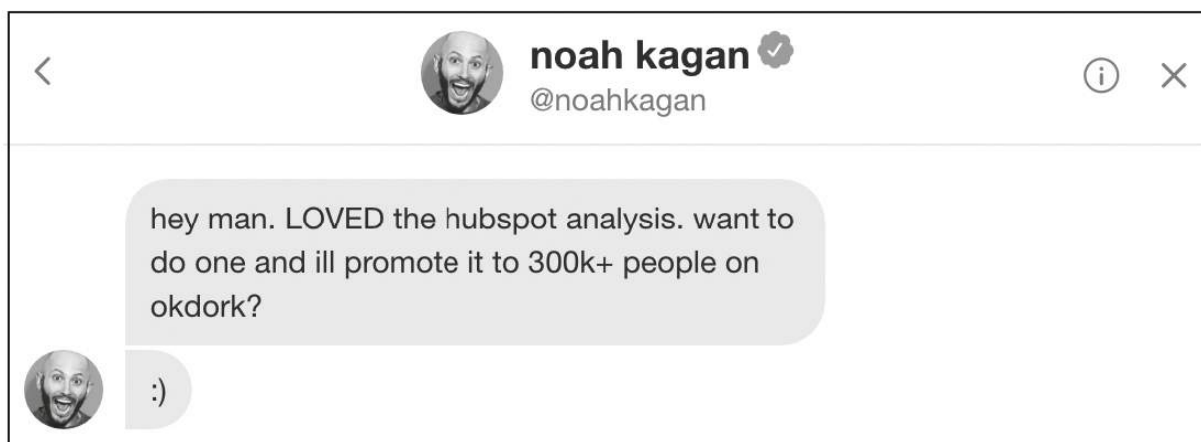 noah kagan
@noahkagan
hey man. LOVED the hubspot analysis. want to
do one and ill promote it to 300k+ people on
okdork?
:)